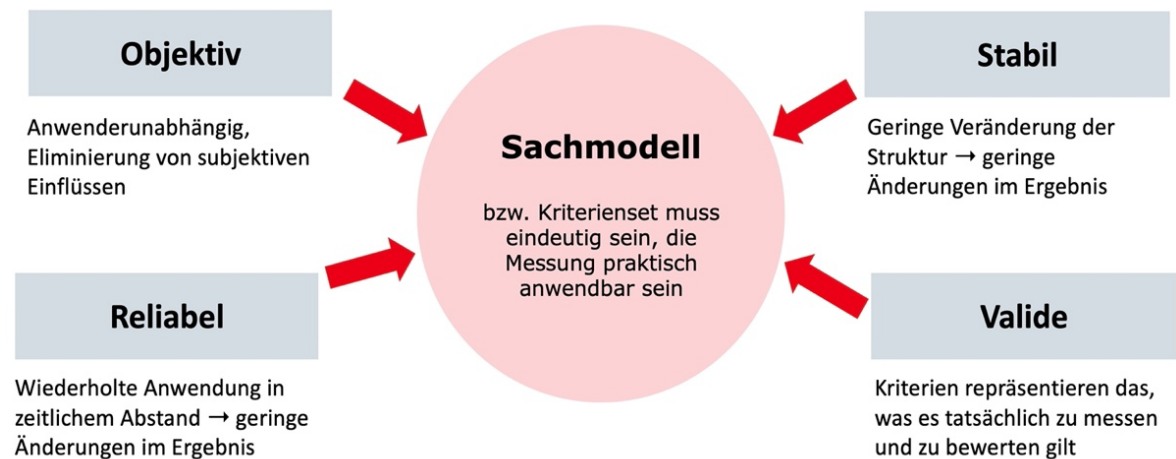 Objektiv
Anwenderunabhängig,
Eliminierung von subjektiven
Einflüssen
Reliabel
Wiederholte Anwendung in
zeitlichem Abstand → geringe
Änderungen im Ergebnis
Sachmodell
bzw. Kriterienset muss
eindeutig sein, die
Messung praktisch
anwendbar sein
Stabil
Geringe Veränderung der
Struktur → geringe
Änderungen im Ergebnis
Valide
Kriterien repräsentieren das,
was es tatsächlich zu messen
und zu bewerten gilt